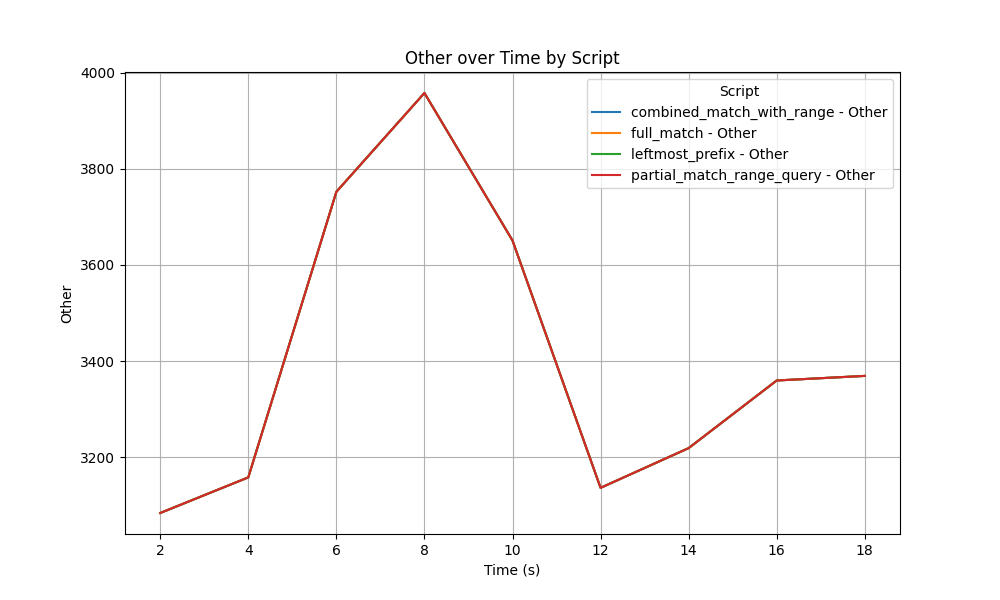 Other over Time by Script
4000
3800
3600
3400
3200
Other
Script
combined_match_with_range - Other
full_match - Other
leftmost_prefix - Other
partial_match_range_query - Other
2 4 6 8 10 12 14 16 18
Time (s)